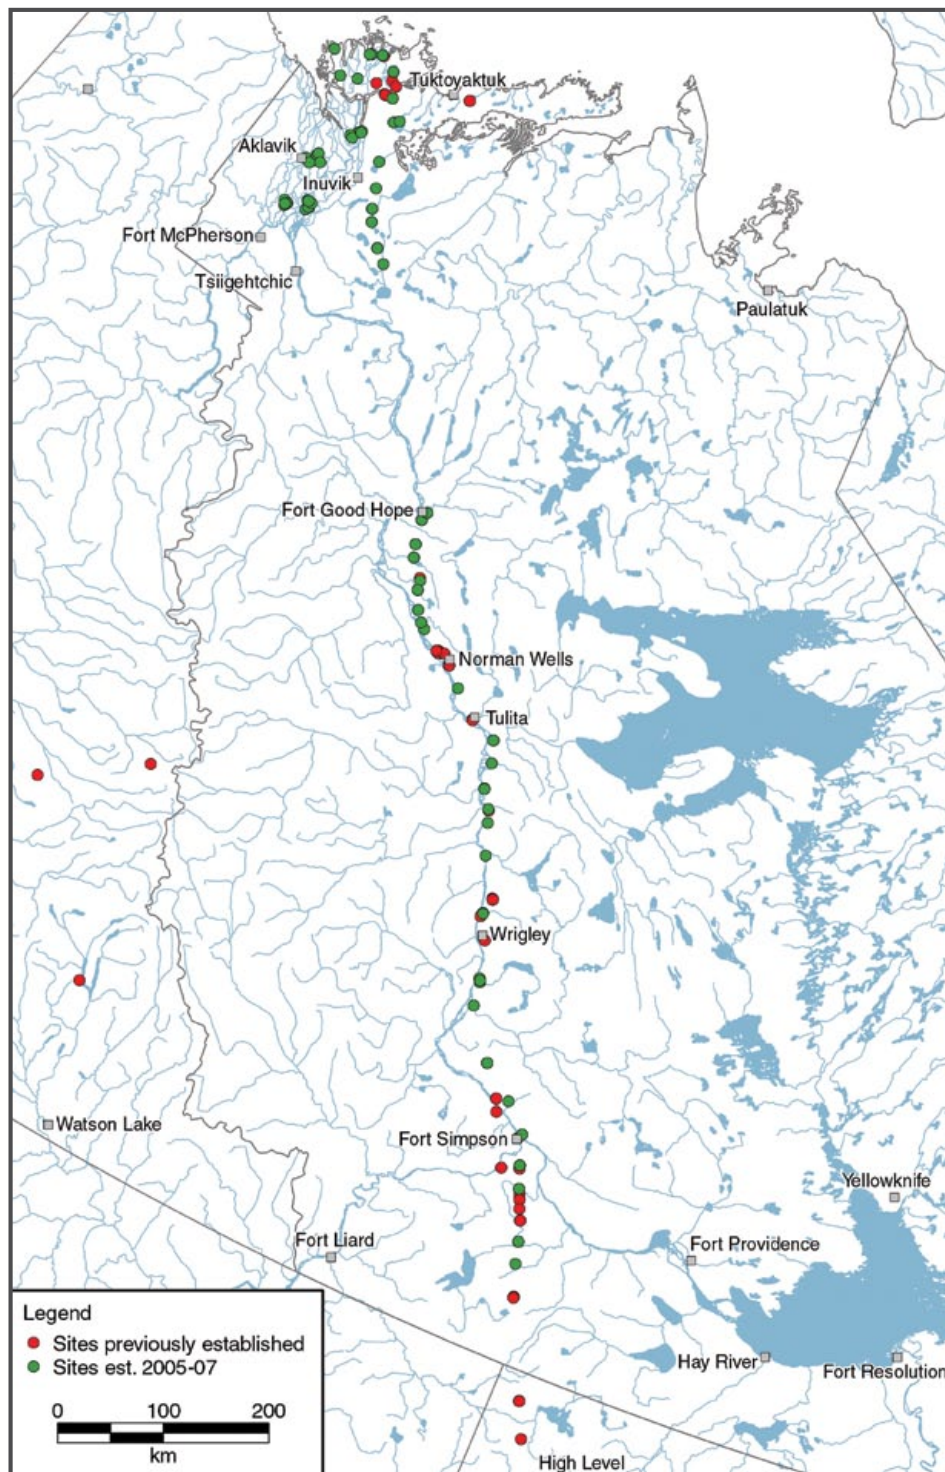 Tuktoyaktuk
Aklavik
Inuvik
Fort McPherson
Tsiigehtchic
Paulatuk
Fort Good Hope
Norman Wells
Tulita
Wrigley
Watson Lake
Fort Simpson
Yellowknife
Fort Liard
Fort Providence
Hay River
Fort Resolution
Legend
Sites previously established
Sites est. 2005-07
0 100 200
km
High Level